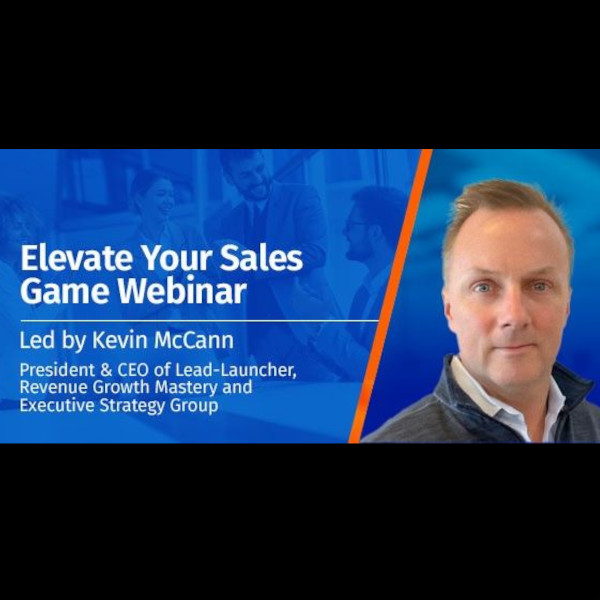 Elevate Your Sales
Game Webinar
Led by Kevin McCann
President & CEO of Lead-Launcher,
Revenue Growth Mastery and
Executive Strategy Group